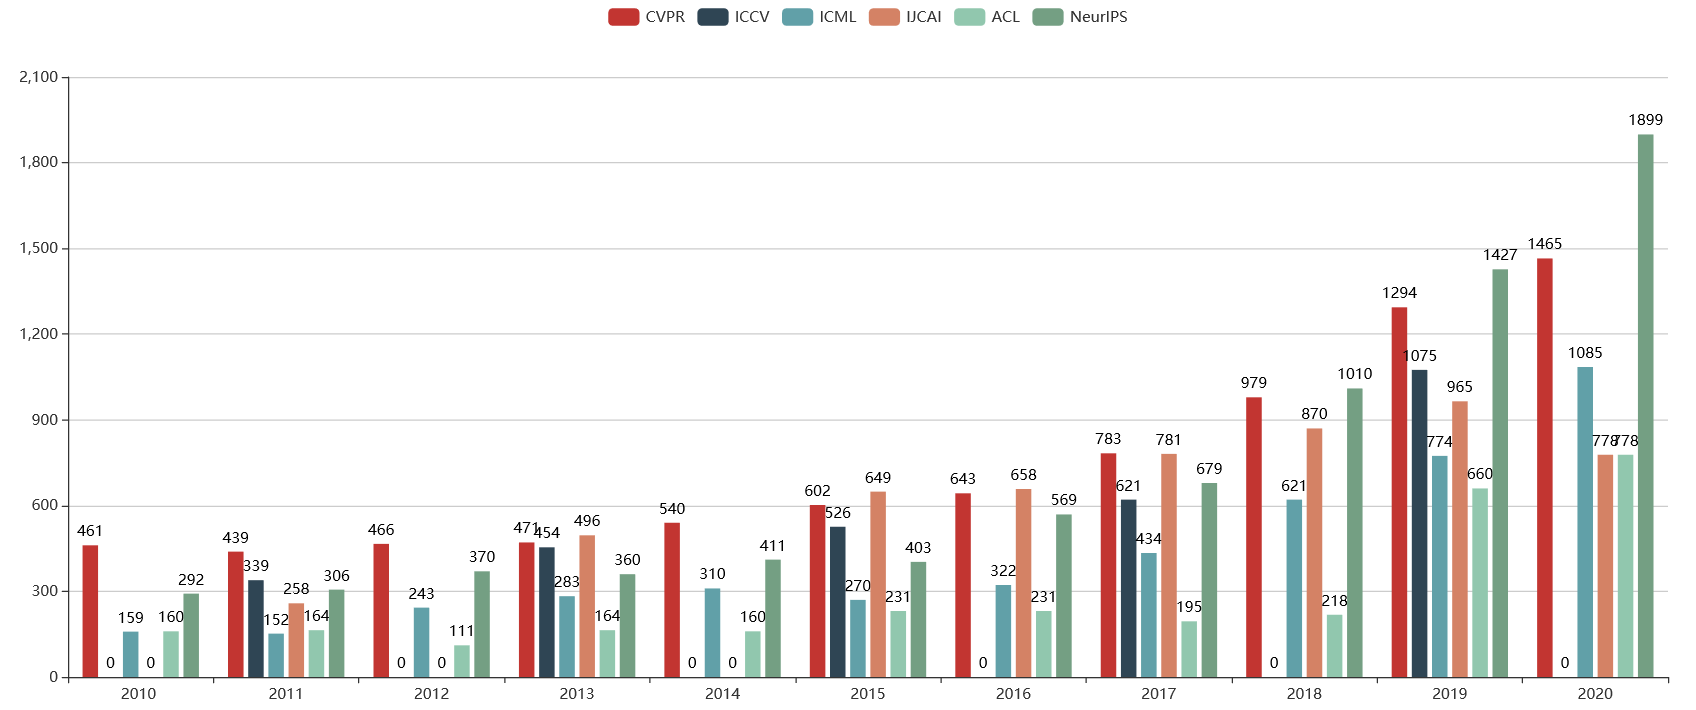 CVPR ICCV ICML IJCAI ACL NeurIPS
2,100
1,800
1,500
1,200
900
600
300
0
461 0 159 0 160 292
439 339 152 258 164 306
466 0 243 0 111 370
471 454 283 496 164 360
540 0 310 0 160 411
602 526 270 649 231 403
643 0 322 658 231 569
783 621 434 781 195 679
979 0 621 870 218 1010
1294 1075 774 965 660 1427
1465 0 1085 778 778 1899
2010 2011 2012 2013 2014 2015 2016 2017 2018 2019 2020